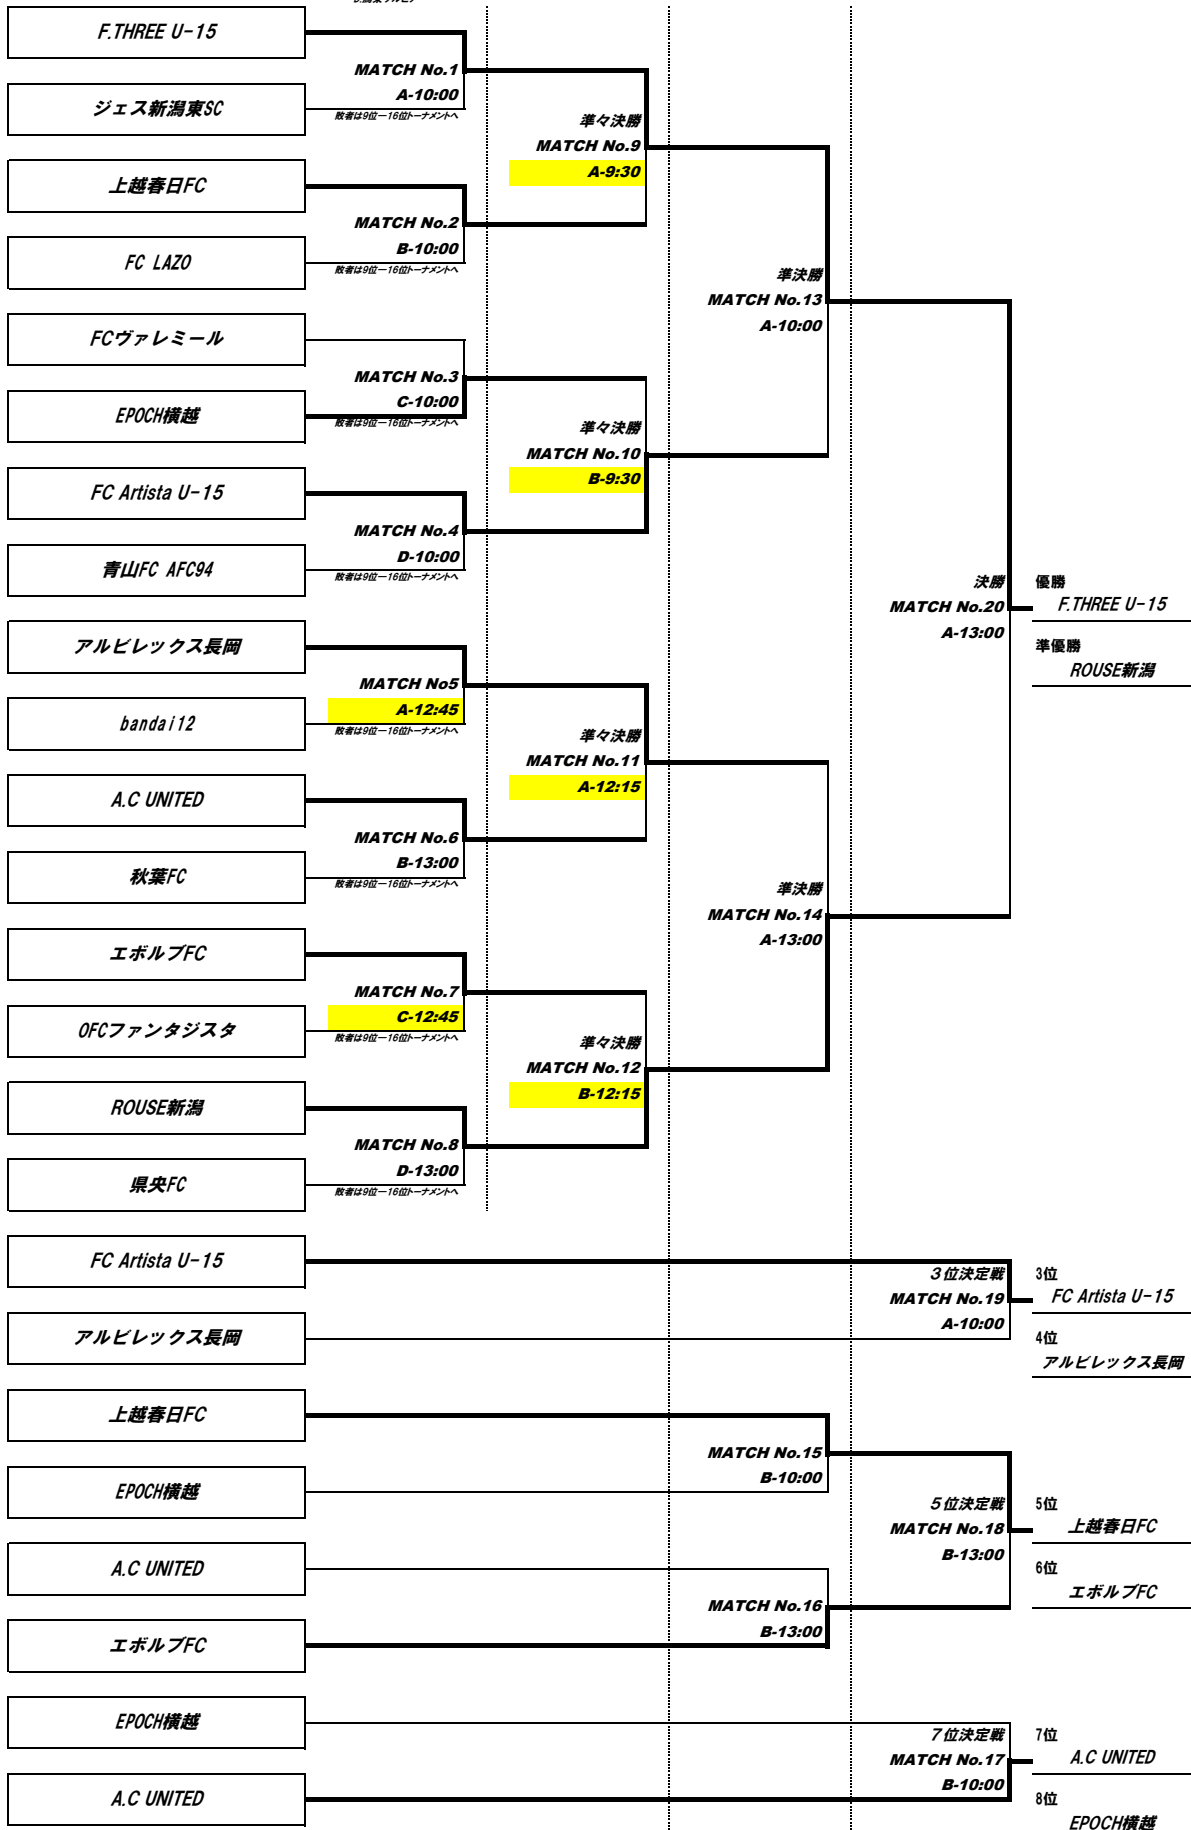 F.THREE U-15
MATCH No.1
A-10:00
ジェス新潟東SC
敗者は9位－16位トーナメントへ
準々決勝
MATCH No.9
A-9:30
上越春日FC
MATCH No.2
B-10:00
FC LAZO
敗者は9位－16位トーナメントへ
準決勝
MATCH No.13
A-10:00
FCヴァレミール
MATCH No.3
C-10:00
EPOCH横越
敗者は9位－16位トーナメントへ
準々決勝
MATCH No.10
B-9:30
FC Artista U-15
MATCH No.4
D-10:00
青山FC AFC94
敗者は9位－16位トーナメントへ
決勝
MATCH No.20
A-13:00
優勝
F.THREE U-15
準優勝
ROUSE新潟
アルビレックス長岡
MATCH No5
A-12:45
bandai12
敗者は9位－16位トーナメントへ
準々決勝
MATCH No.11
A-12:15
A.C UNITED
MATCH No.6
B-13:00
秋葉FC
敗者は9位－16位トーナメントへ
準決勝
MATCH No.14
A-13:00
エボルブFC
MATCH No.7
C-12:45
OFCファンタジスタ
敗者は9位－16位トーナメントへ
準々決勝
MATCH No.12
B-12:15
ROUSE新潟
MATCH No.8
D-13:00
県央FC
敗者は9位－16位トーナメントへ
FC Artista U-15
３位決定戦
MATCH No.19
A-10:00
3位
FC Artista U-15
アルビレックス長岡
4位
アルビレックス長岡
上越春日FC
MATCH No.15
B-10:00
EPOCH横越
５位決定戦
MATCH No.18
B-13:00
5位
上越春日FC
6位
エボルブFC
A.C UNITED
MATCH No.16
B-13:00
エボルブFC
EPOCH横越
７位決定戦
MATCH No.17
B-10:00
7位
A.C UNITED
A.C UNITED
8位
EPOCH横越